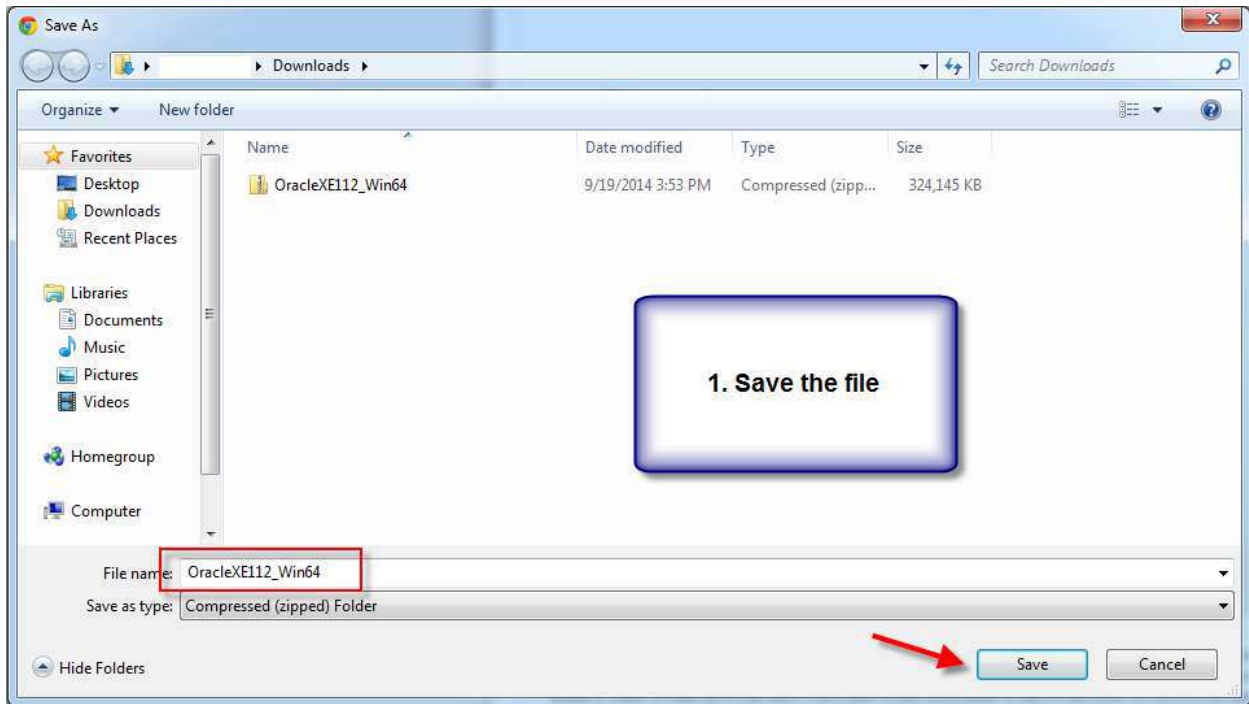 Save As
Downloads
Search Downloads
Organize
New folder
Name
Date modified
Type
Size
Favorites
Desktop
Downloads
Recent Places
Libraries
Documents
Music
Pictures
Videos
Homegroup
Computer
OracleXE112_Win64
9/19/2014 3:53 PM
Compressed (zipp...
324,145 KB
1. Save the file
File name: OracleXE112_Win64
Save as type: Compressed (zipped) Folder
Hide Folders
Save
Cancel